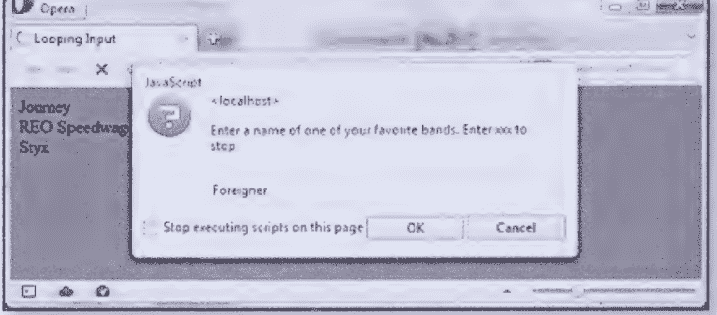 Opera
Looping Input
JavaScript
<localhost>
Enter a name of one of your favorite bands. Enter xxx to
stop
Foreigner
Stop executing scripts on this page
OK
Cancel
Journey
REO Speedwag
Styx